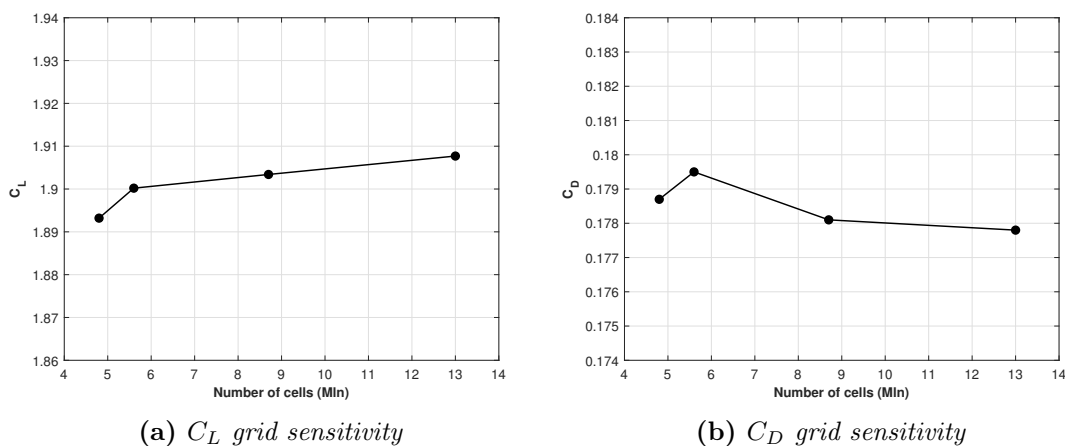 1.94
1.93
1.92
1.91
1.9
1.89
1.88
1.87
1.86
C_L
4 5 6 7 8 9 10 11 12 13 14
Number of cells (Mln)
(a) C_L grid sensitivity
0.184
0.183
0.182
0.181
0.18
0.179
0.178
0.177
0.176
0.175
0.174
C_D
4 5 6 7 8 9 10 11 12 13 14
Number of cells (Mln)
(b) C_D grid sensitivity